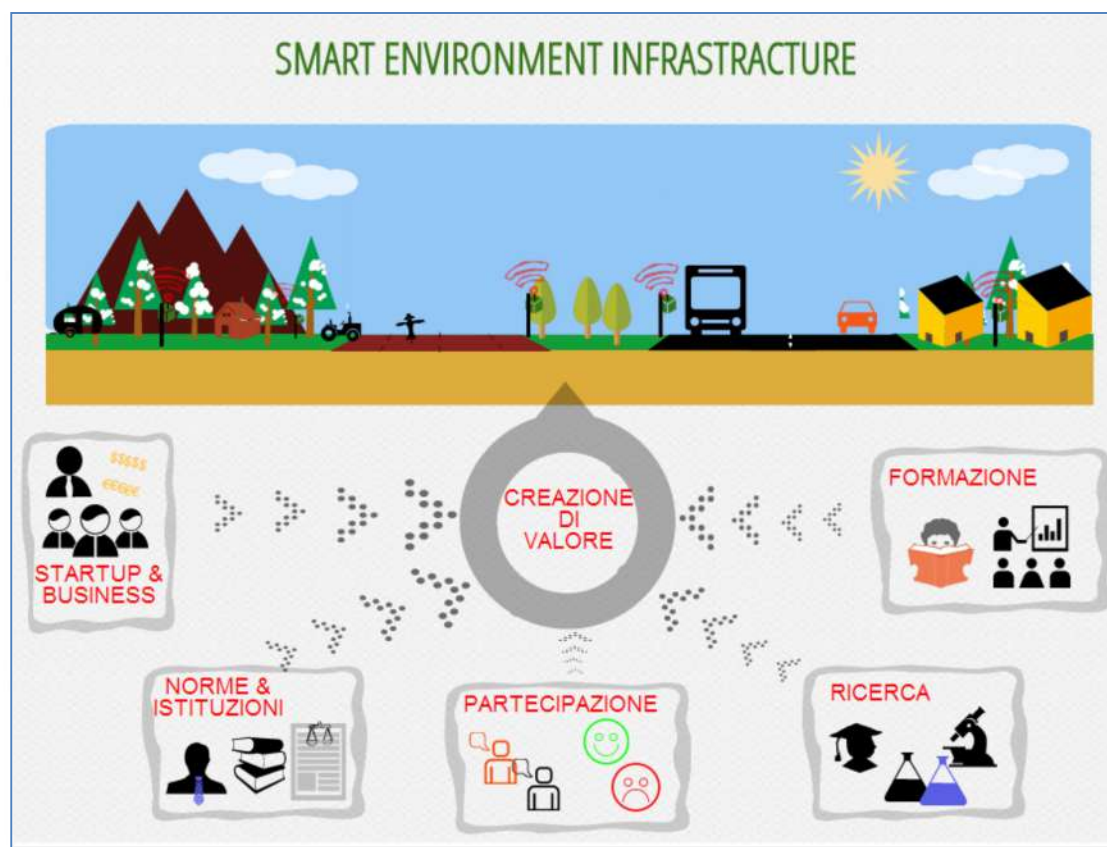 SMART ENVIRONMENT INFRASTRACTURE
$$$$$
€€€€€
STARTUP &
BUSINESS
CREAZIONE
DI
VALORE
FORMAZIONE
NORME &
ISTITUZIONI
PARTECIPAZIONE
RICERCA